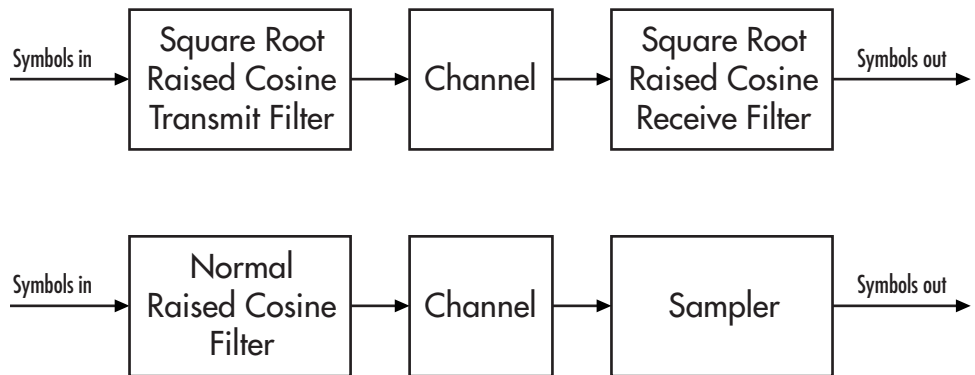 Symbols in
Square Root
Raised Cosine
Transmit Filter
Channel
Square Root
Raised Cosine
Receive Filter
Symbols out
Symbols in
Normal
Raised Cosine
Filter
Channel
Sampler
Symbols out